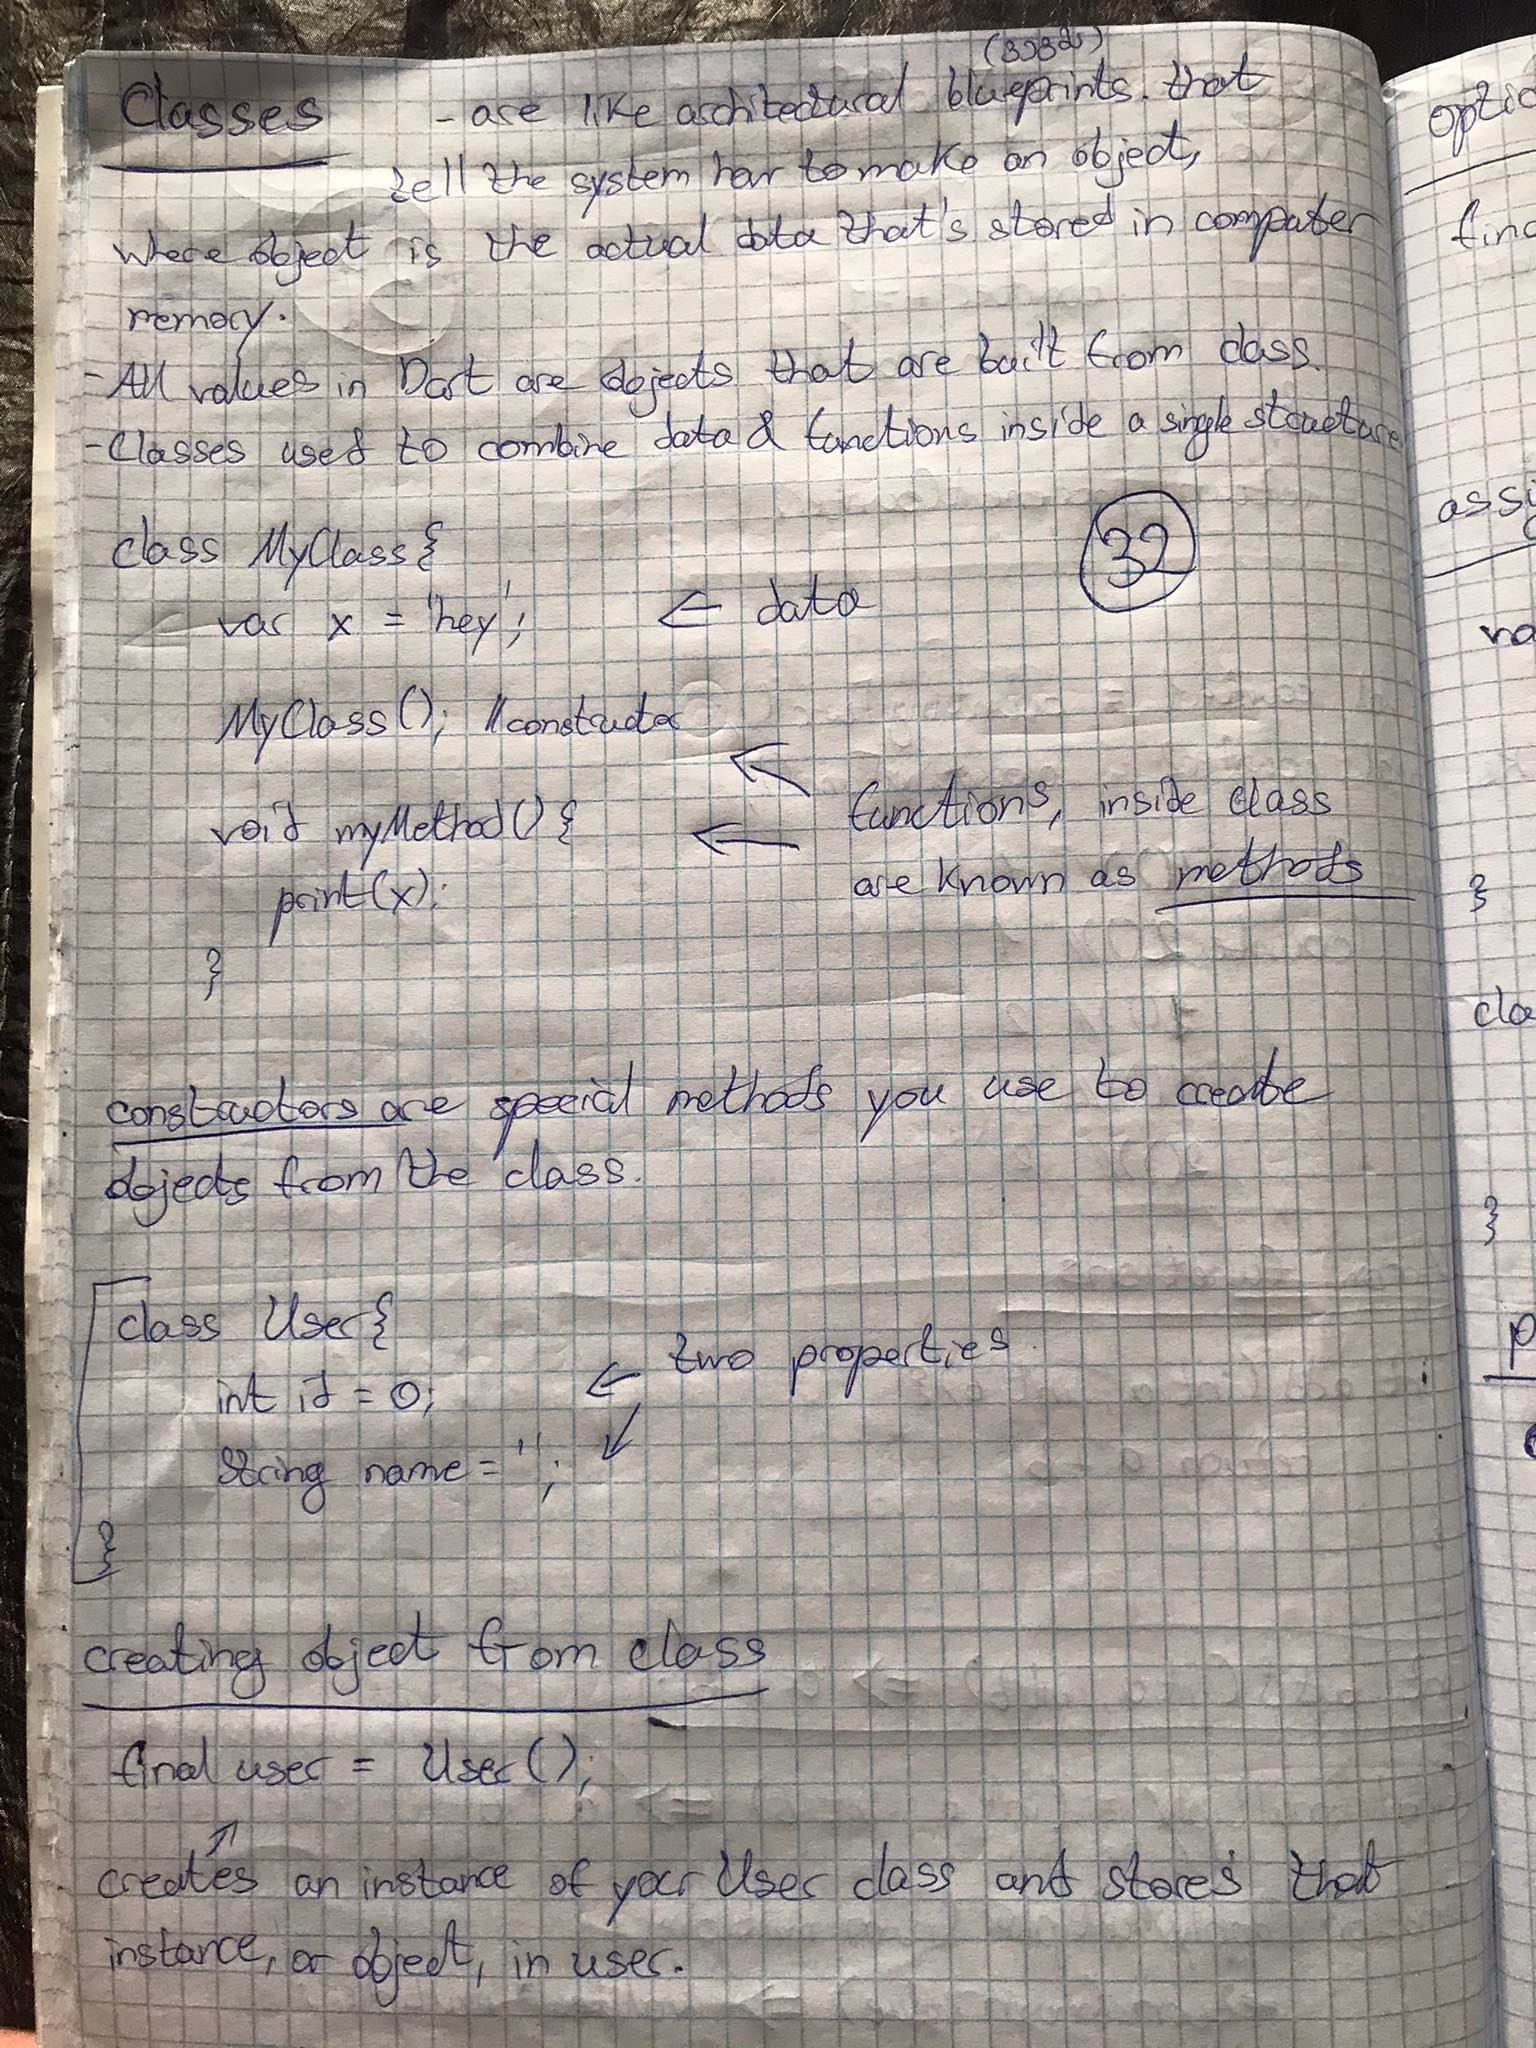 Classes - are like architectural blueprints. that
tell the system how to make an object,
where object is the actual data that's stored in computer
memory.
- All values in Dart are objects that are built from class.
- Classes used to combine data & functions inside a single structure
32
class MyClass{
var x = 'hey'; ← data
MyClass(); //constructor
void myMethod(){ ← functions, inside class
print(x); are known as methods
}
constructors are special methods you use to create
objects from the class.
class User{
int id = 0; ← two properties
String name = '';
}
creating object from class
final user = User();
creates an instance of your User class and stores that
instance, or object, in user.
find
}
}